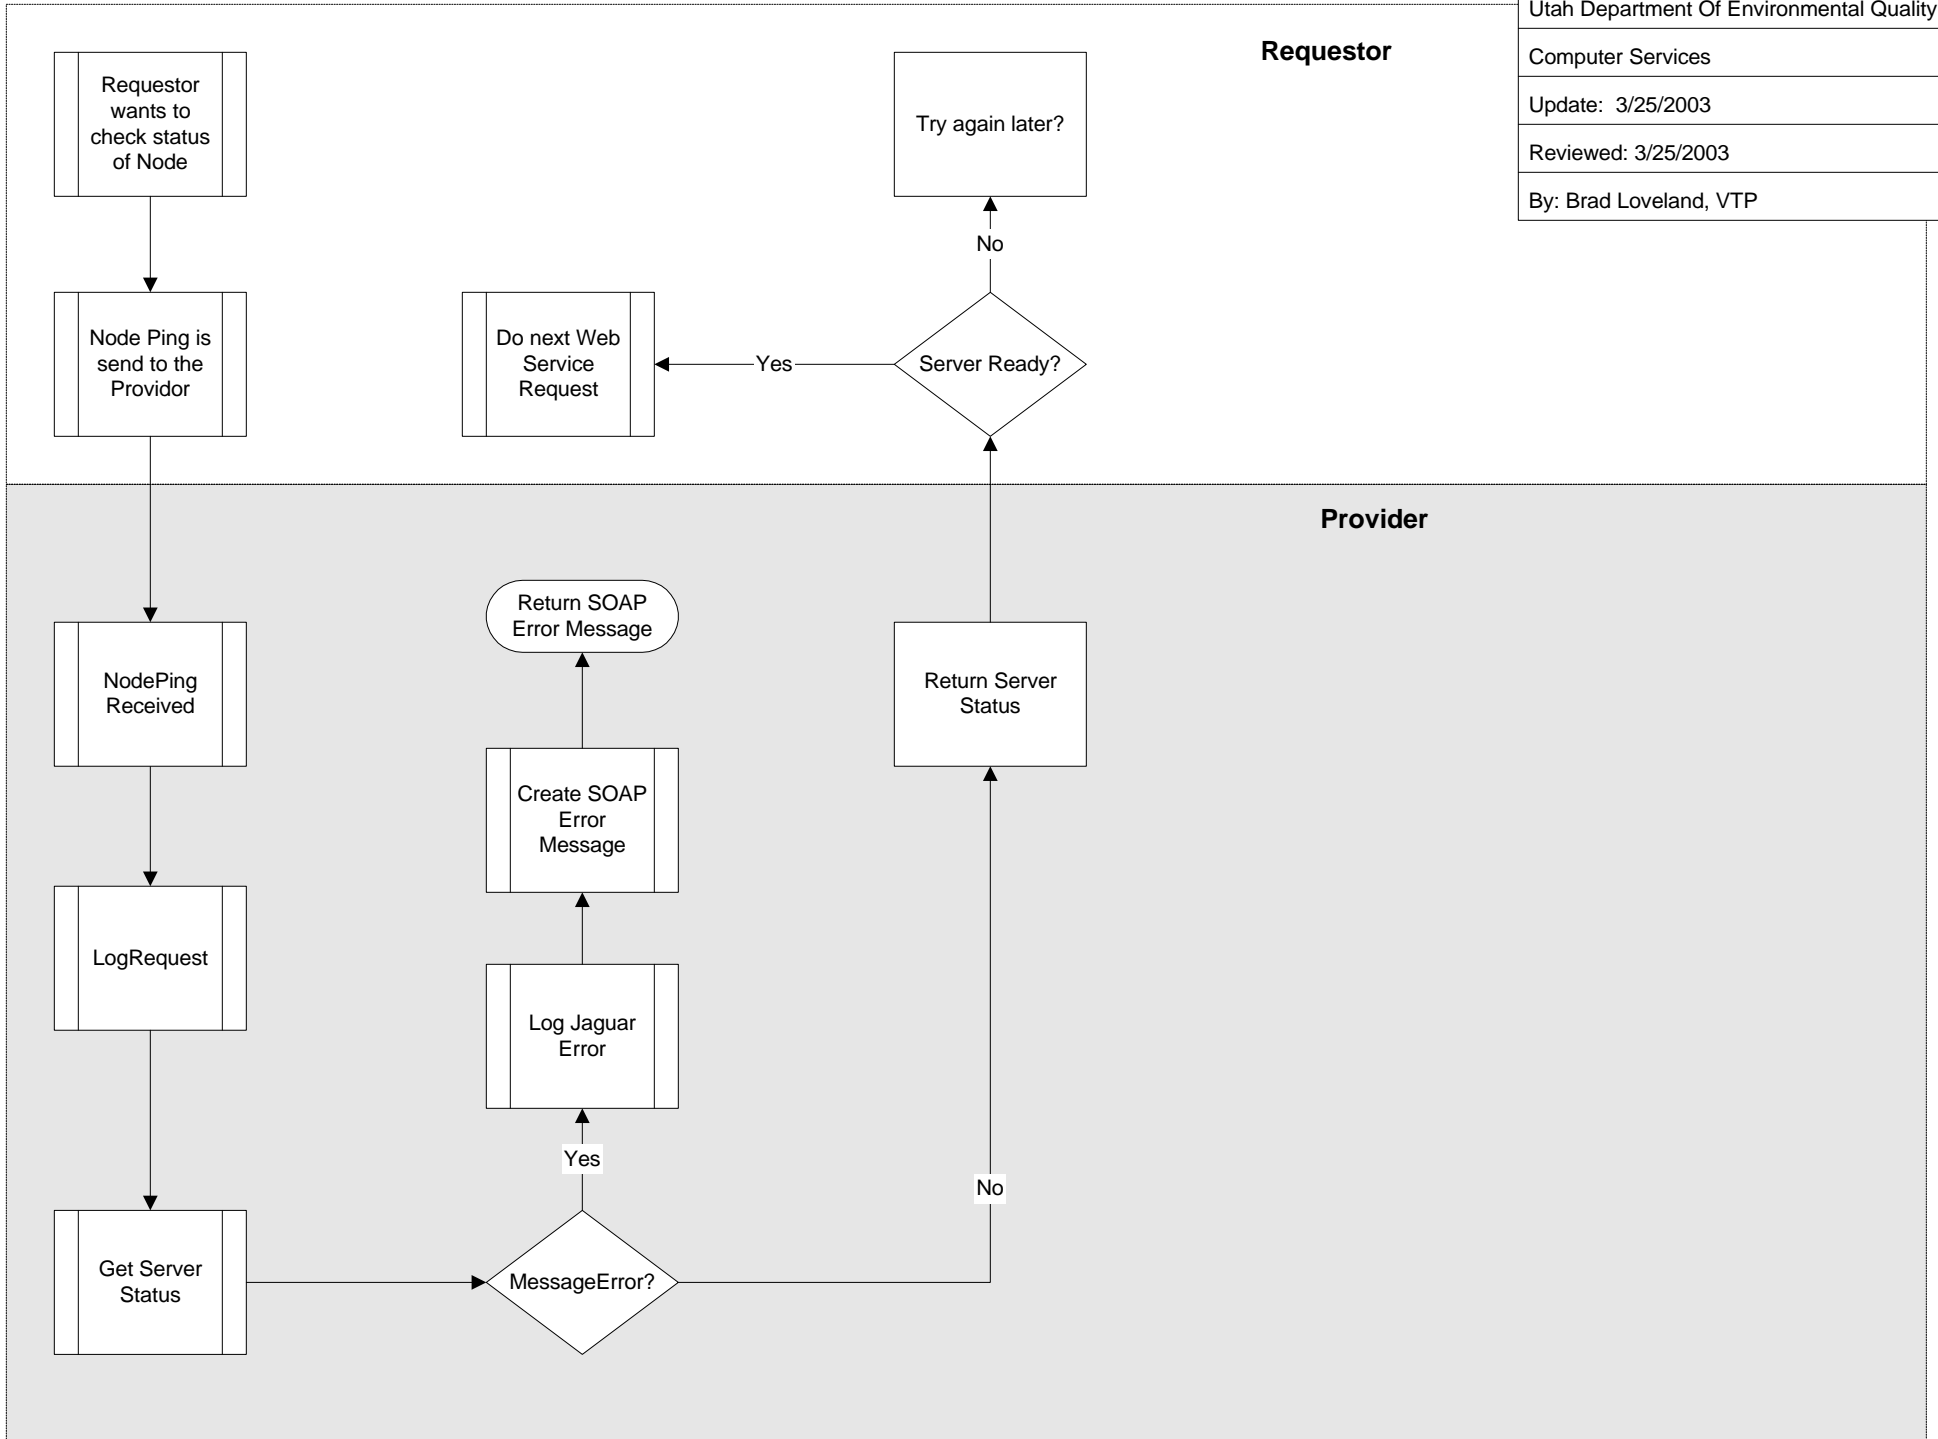 Utah Department Of Environmental Quality
Computer Services
Update: 3/25/2003
Reviewed: 3/25/2003
By: Brad Loveland, VTP
Requestor
Requestor
wants to
check status
of Node
Try again later?
No
Node Ping is
send to the
Providor
Do next Web
Service
Request
Yes
Server Ready?
Provider
Return SOAP
Error Message
NodePing
Received
Return Server
Status
Create SOAP
Error
Message
LogRequest
Log Jaguar
Error
Yes
No
Get Server
Status
MessageError?